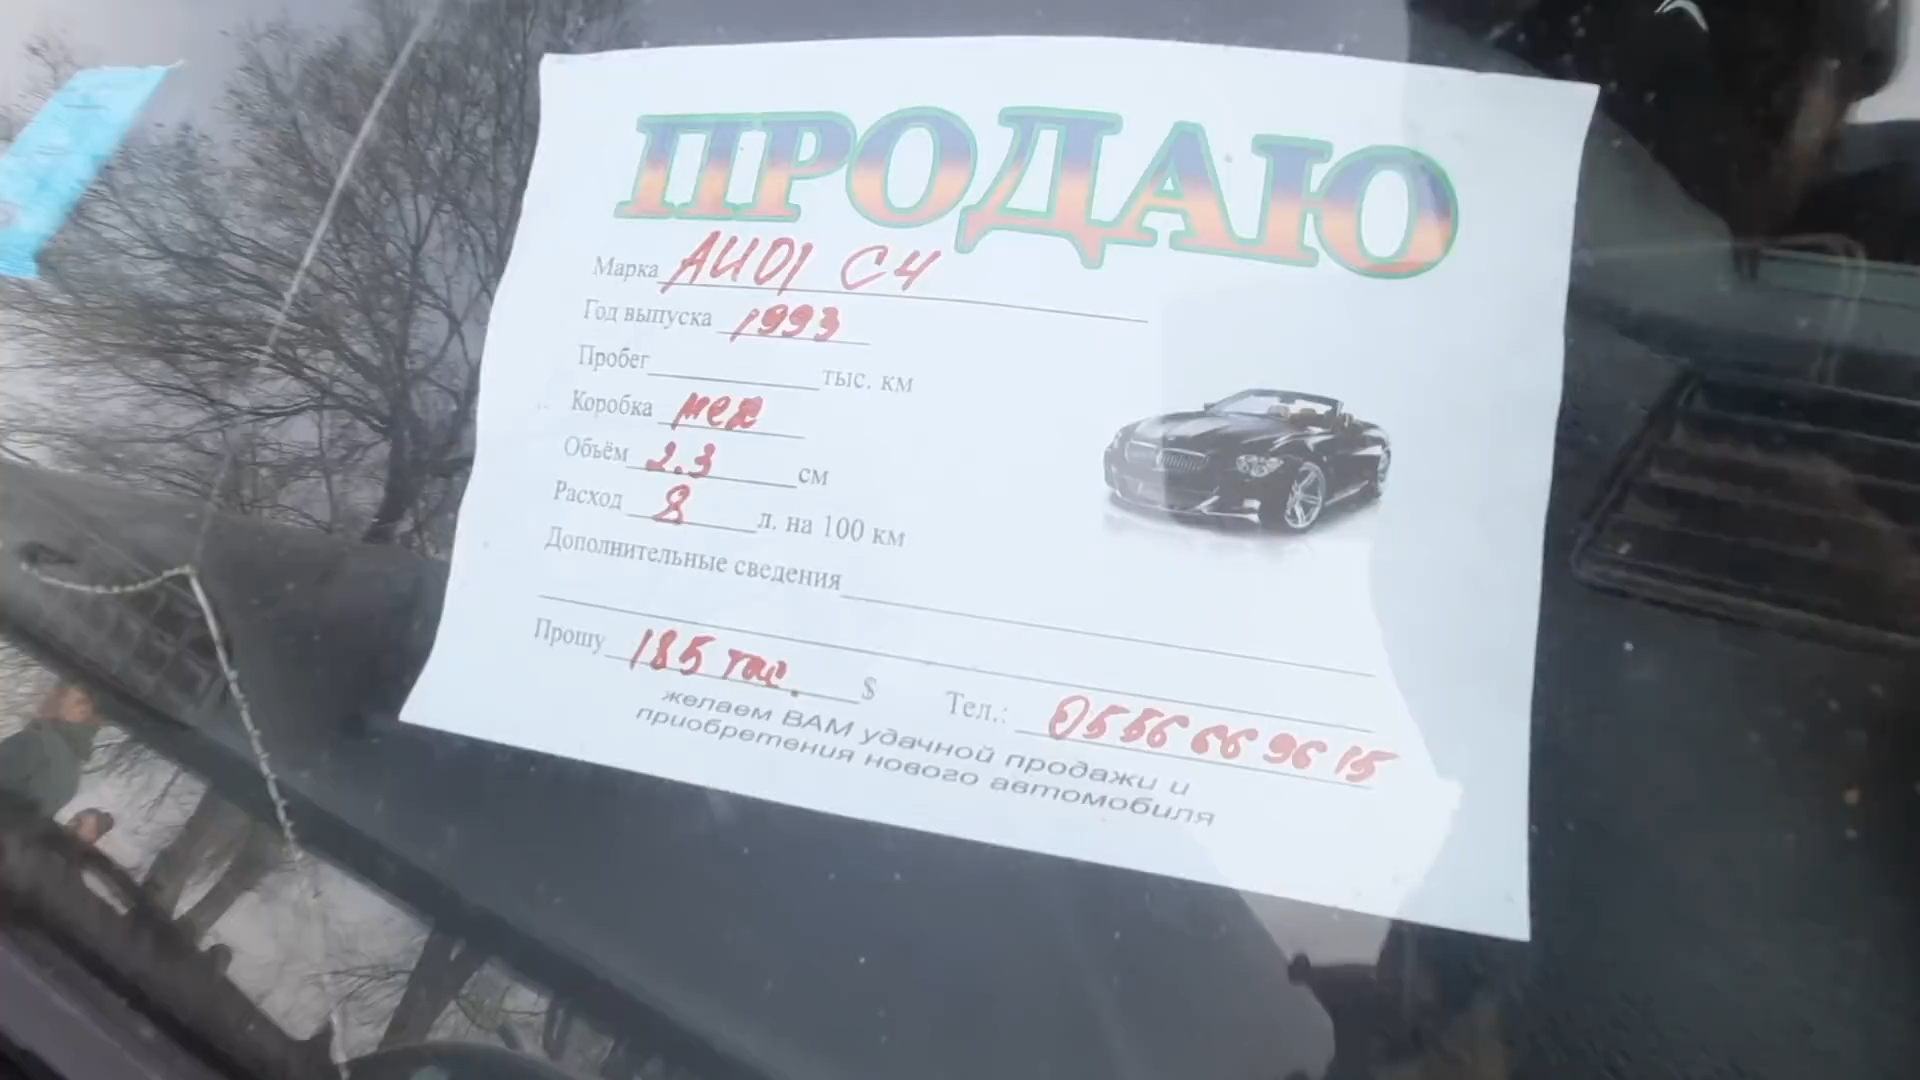 ПРОДАЮ
Марка AUDI C4
Год выпуска 1993
Пробег тыс. км
Коробка мех
Объём 2.3 см
Расход 8 л. на 100 км
Дополнительные сведения
Прошу 185 тыс. $ Тел.: 0556 66 96 15
желаем ВАМ удачной продажи и
приобретения нового автомобиля